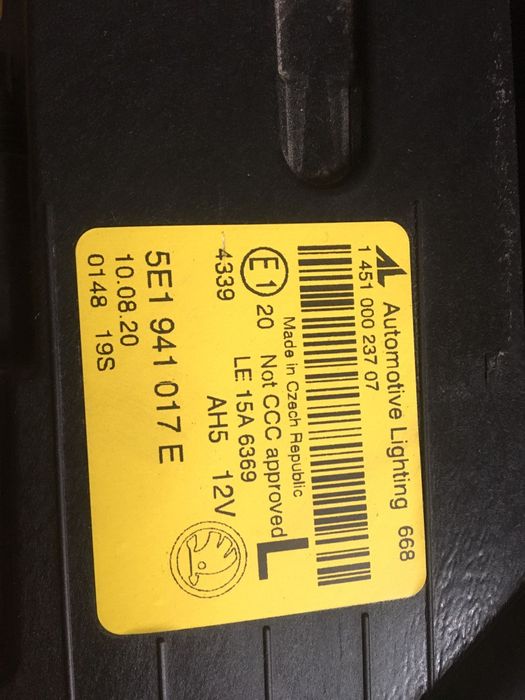 AL Automotive Lighting 668
1 451 000 237 07
Made in Czech Republic
E1 20 Not CCC approved L
LE 15A 6369
4339 AH5 12V
5E1 941 017 E
10.08.20
0148 19S